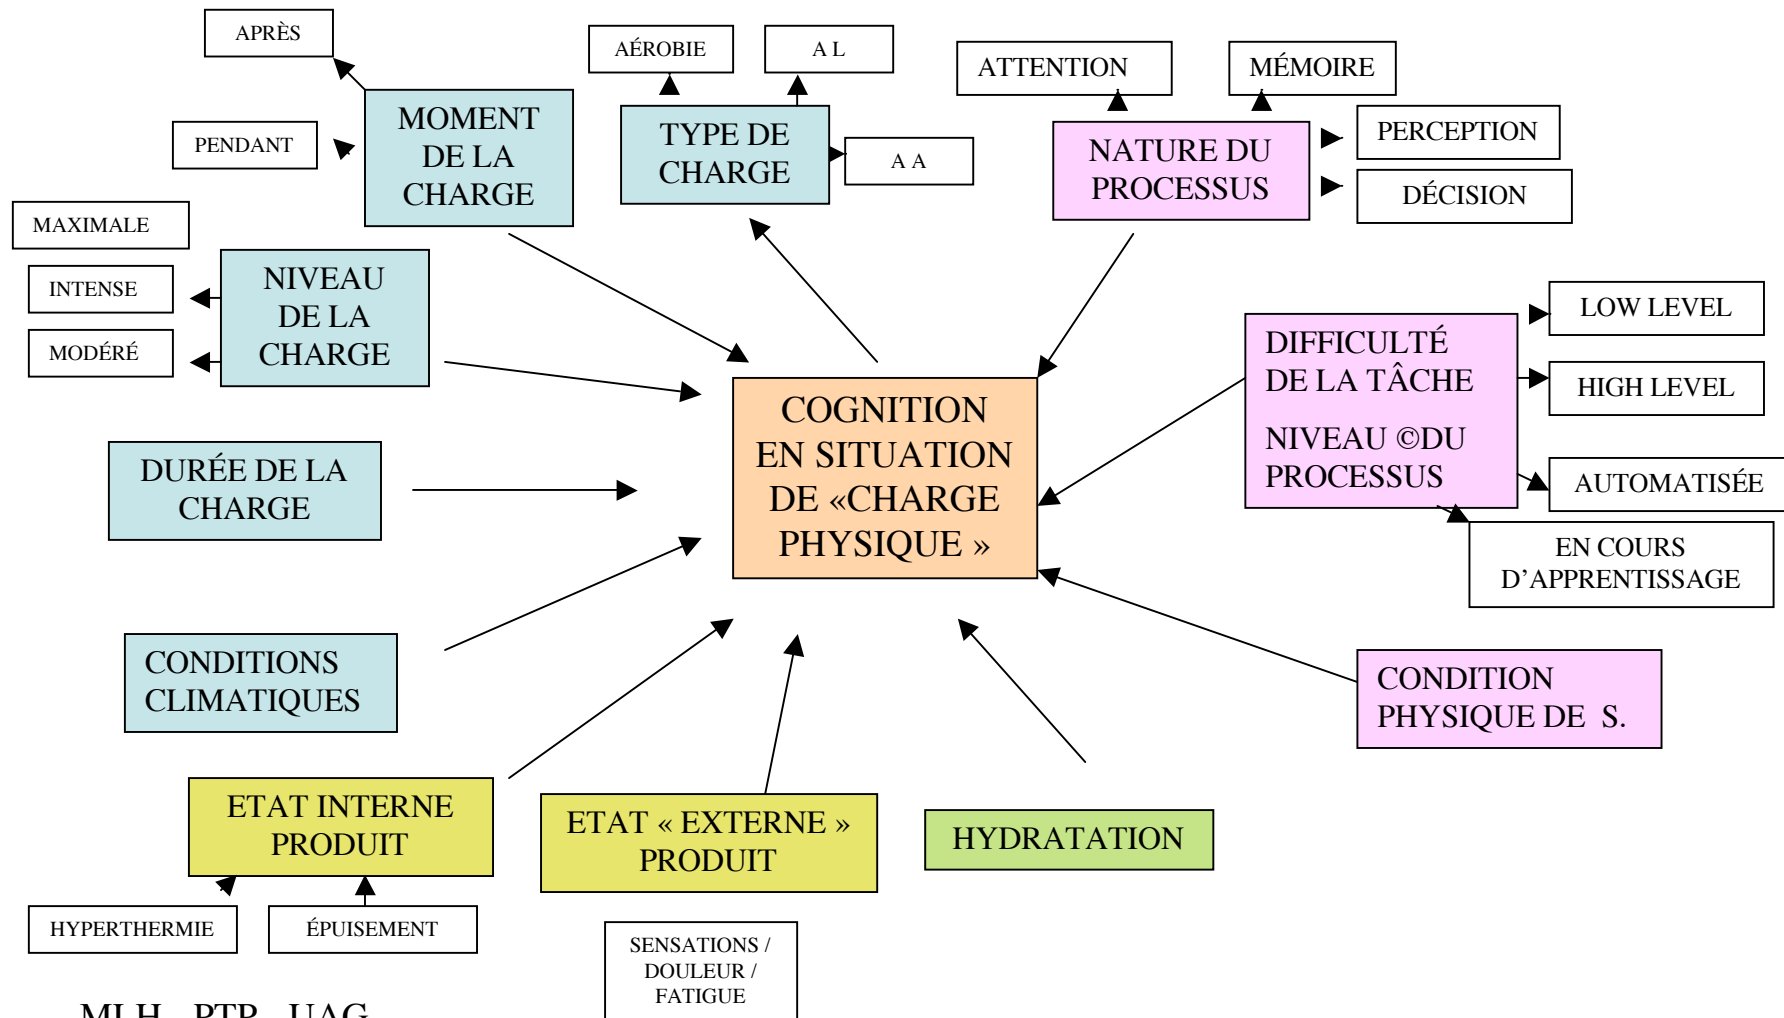 APRÈS
PENDANT
MOMENT
DE LA
CHARGE
AÉROBIE
A L
TYPE DE
CHARGE
A A
ATTENTION
MÉMOIRE
NATURE DU
PROCESSUS
PERCEPTION
DÉCISION
MAXIMALE
INTENSE
MODÉRÉ
NIVEAU
DE LA
CHARGE
DIFFICULTÉ
DE LA TÂCHE
NIVEAU ©DU
PROCESSUS
LOW LEVEL
HIGH LEVEL
AUTOMATISÉE
EN COURS
D’APPRENTISSAGE
COGNITION
EN SITUATION
DE «CHARGE
PHYSIQUE »
DURÉE DE LA
CHARGE
CONDITIONS
CLIMATIQUES
CONDITION
PHYSIQUE DE S.
ETAT INTERNE
PRODUIT
HYPERTHERMIE
ÉPUISEMENT
ETAT « EXTERNE »
PRODUIT
SENSATIONS /
DOULEUR /
FATIGUE
HYDRATATION
MLH PTP UAG